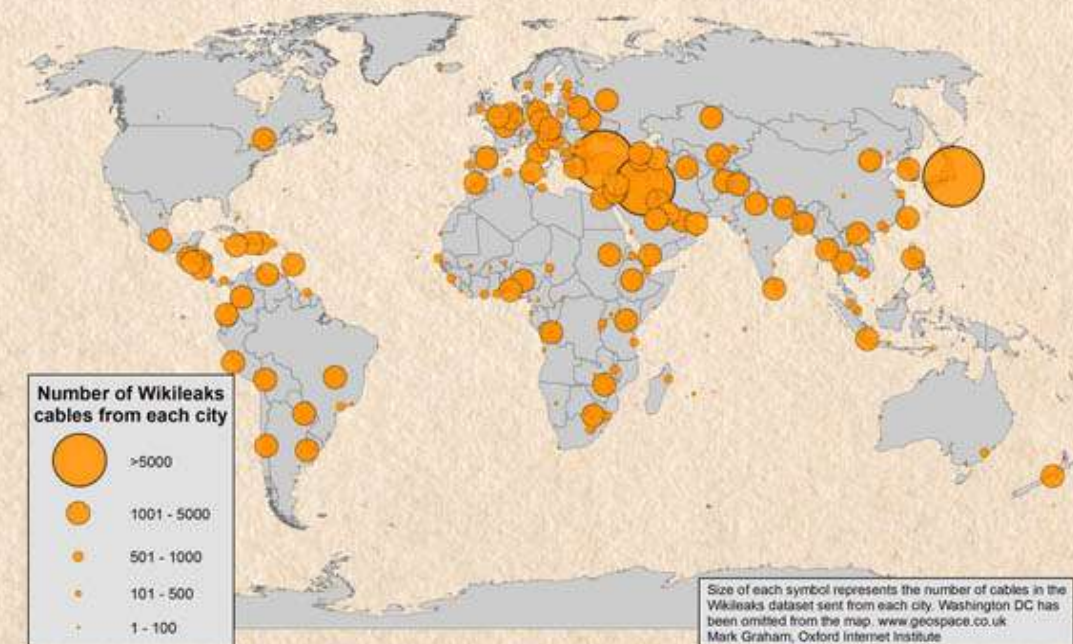 Number of Wikileaks
cables from each city
>5000
1001 - 5000
501 - 1000
101 - 500
1 - 100
Size of each symbol represents the number of cables in the
Wikileaks dataset sent from each city. Washington DC has
been omitted from the map. www.geospace.co.uk
Mark Graham, Oxford Internet Institute